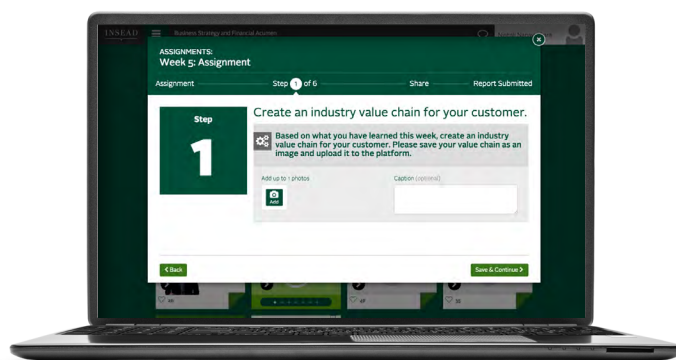 INSEAD
Business Strategy and Financial Acumen
ASSIGNMENTS:
Week 5: Assignment
Assignment
Step 1 of 6
Share
Report Submitted
Step
1
Create an industry value chain for your customer.
Based on what you have learned this week, create an industry
value chain for your customer. Please save your value chain as an
image and upload it to the platform.
Add up to 1 photos
Caption (optional)
Add
Back
Save & Continue